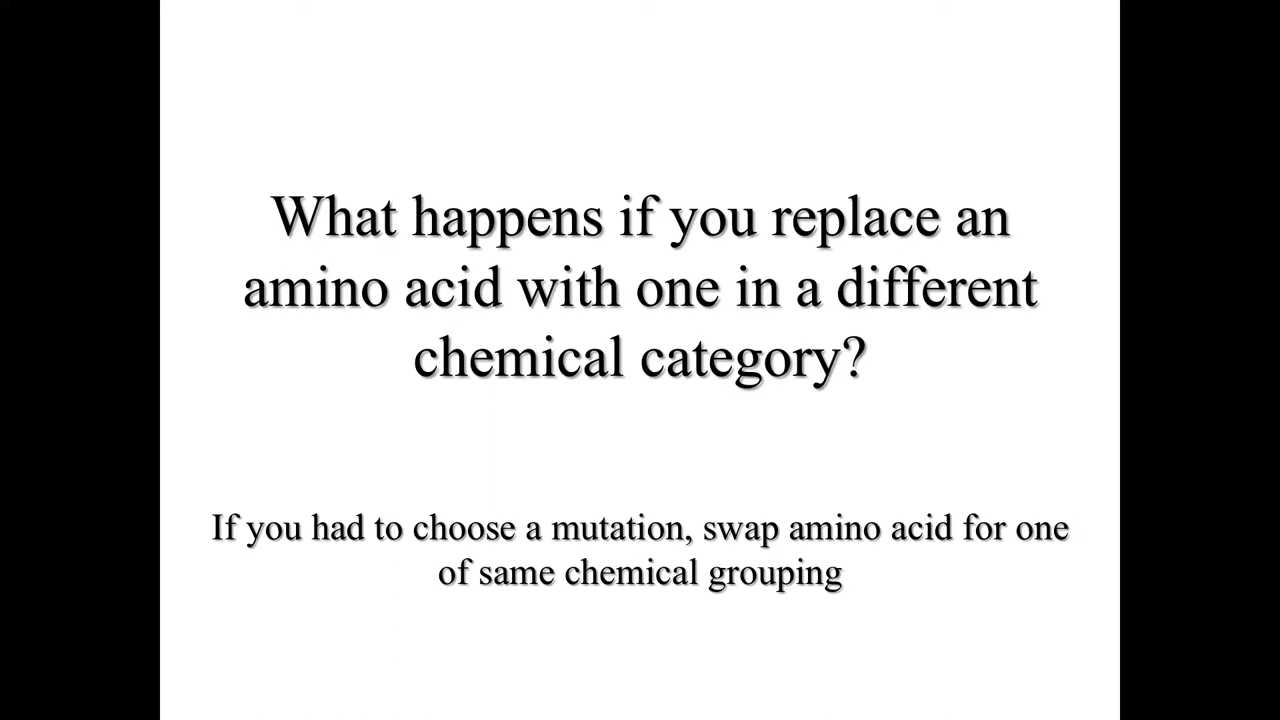 What happens if you replace an
amino acid with one in a different
chemical category?
If you had to choose a mutation, swap amino acid for one
of same chemical grouping